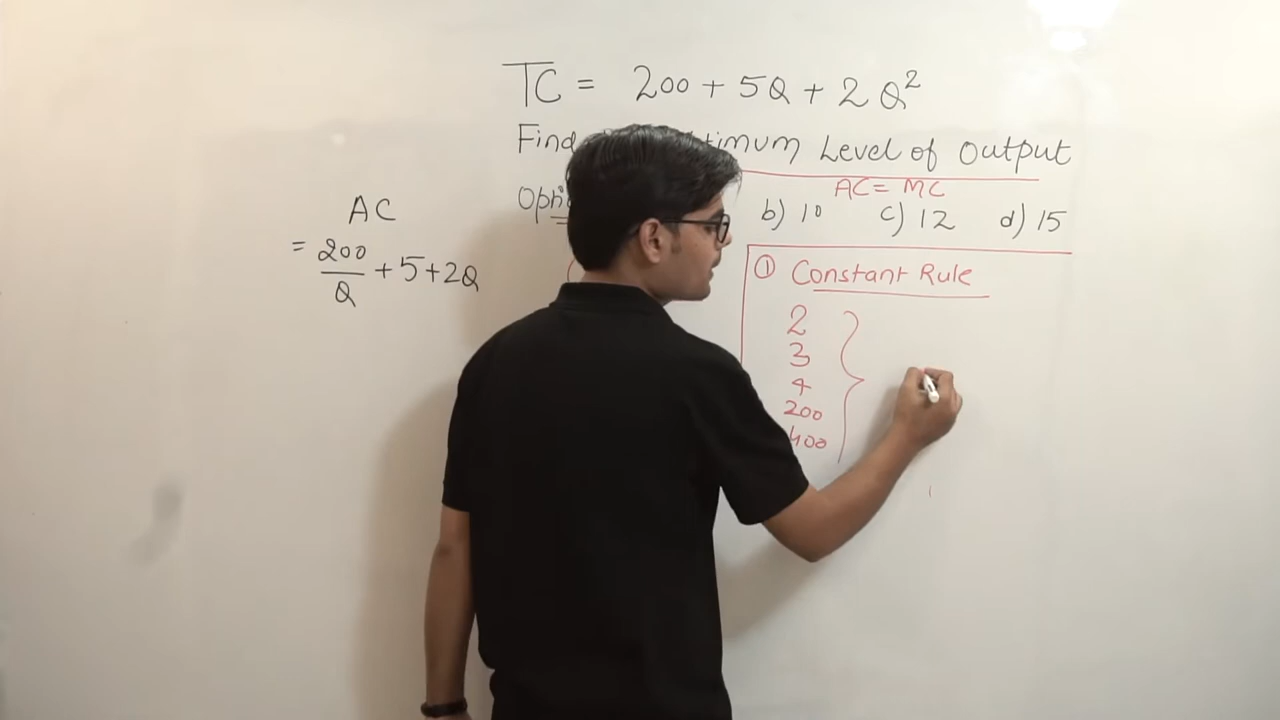 TC = 200 + 5Q + 2Q²
Find timum Level of output
AC = MC
b) 10 c) 12 d) 15
AC
= 200/Q + 5 + 2Q
① Constant Rule
2
3
4
200
400